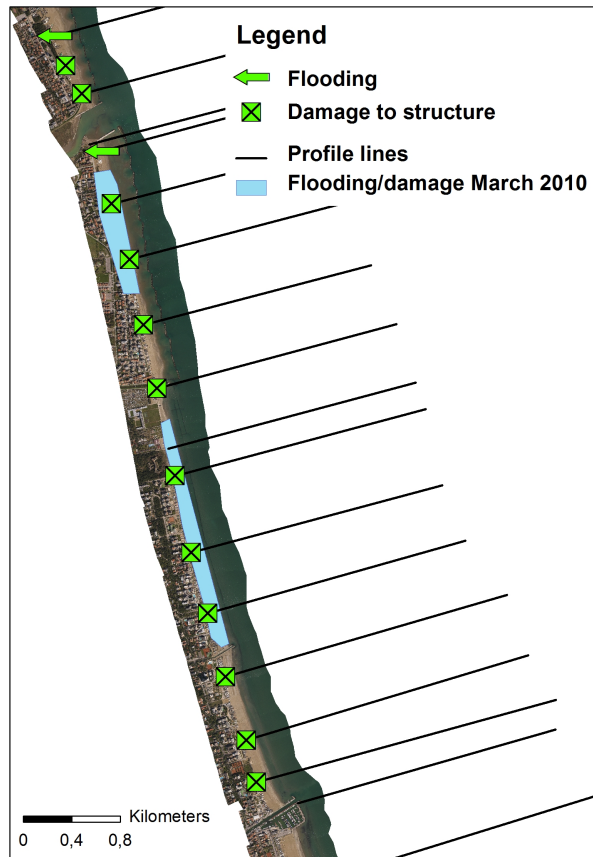 Legend
Flooding
Damage to structure
Profile lines
Flooding/damage March 2010
Kilometers
0 0,4 0,8